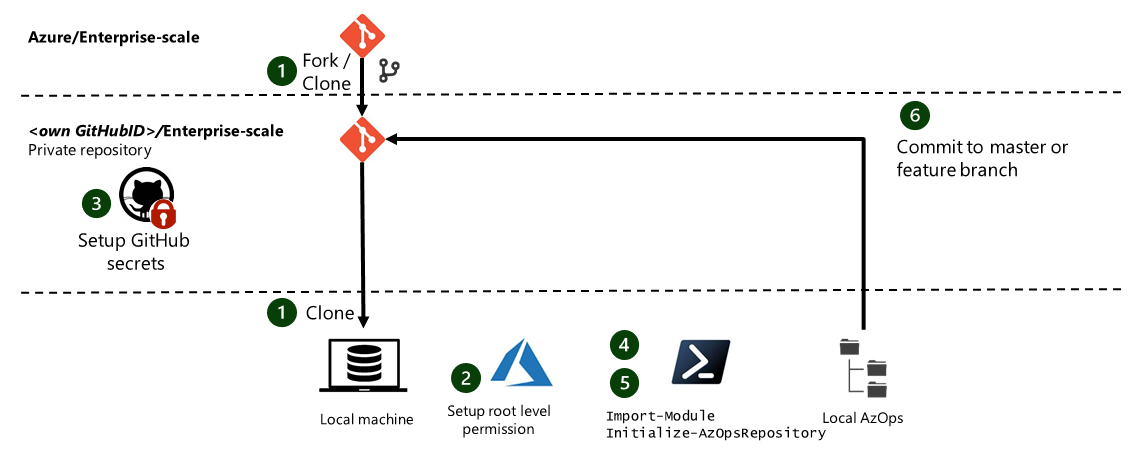 Azure/Enterprise-scale
1
Fork /
Clone
<own GitHubID>/Enterprise-scale
Private repository
6
Commit to master or
feature branch
3
Setup GitHub
secrets
1
Clone
Local machine
2
Setup root level
permission
4
5
Import-Module
Initialize-AzOpsRepository
Local AzOps